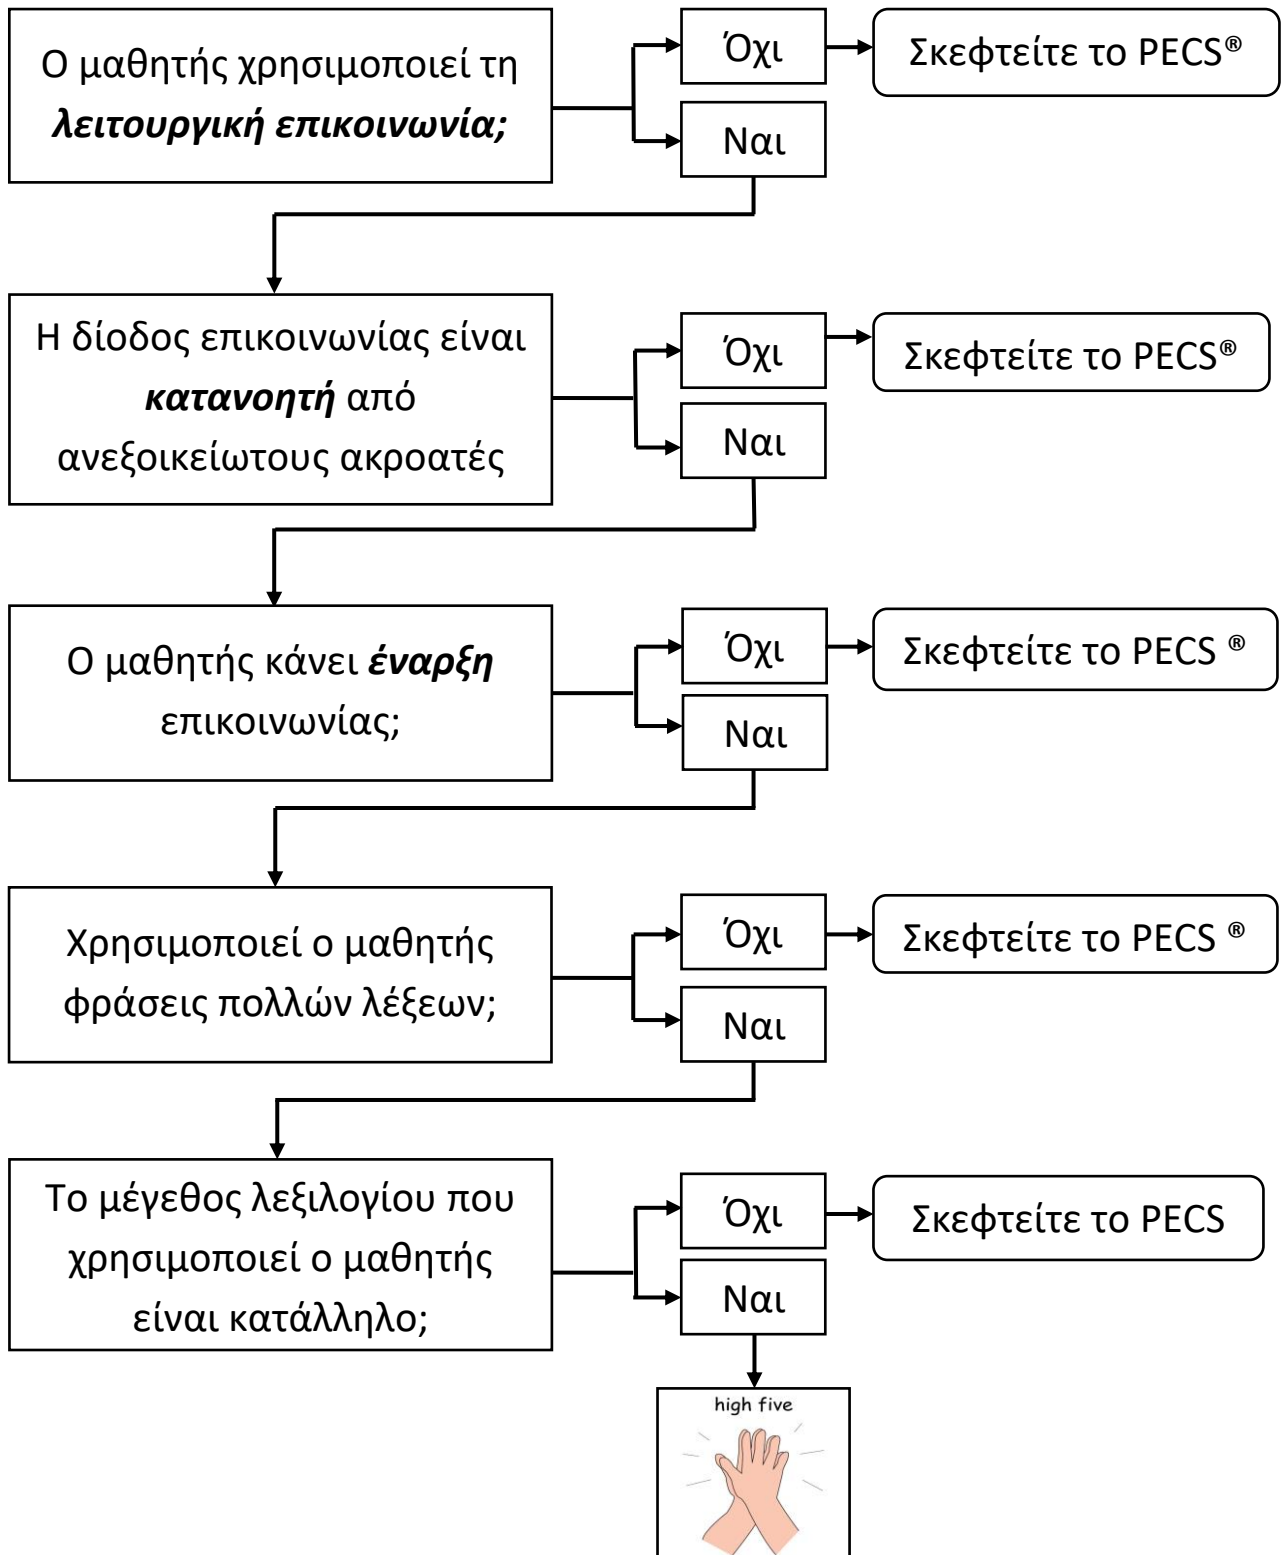 Ο μαθητής χρησιμοποιεί τη
λειτουργική επικοινωνία;
Όχι
Σκεφτείτε το PECS®
Ναι
Η δίοδος επικοινωνίας είναι
κατανοητή από
ανεξοικείωτους ακροατές
Όχι
Σκεφτείτε το PECS®
Ναι
Ο μαθητής κάνει έναρξη
επικοινωνίας;
Όχι
Σκεφτείτε το PECS ®
Ναι
Χρησιμοποιεί ο μαθητής
φράσεις πολλών λέξεων;
Όχι
Σκεφτείτε το PECS ®
Ναι
Το μέγεθος λεξιλογίου που
χρησιμοποιεί ο μαθητής
είναι κατάλληλο;
Όχι
Σκεφτείτε το PECS
Ναι
high five